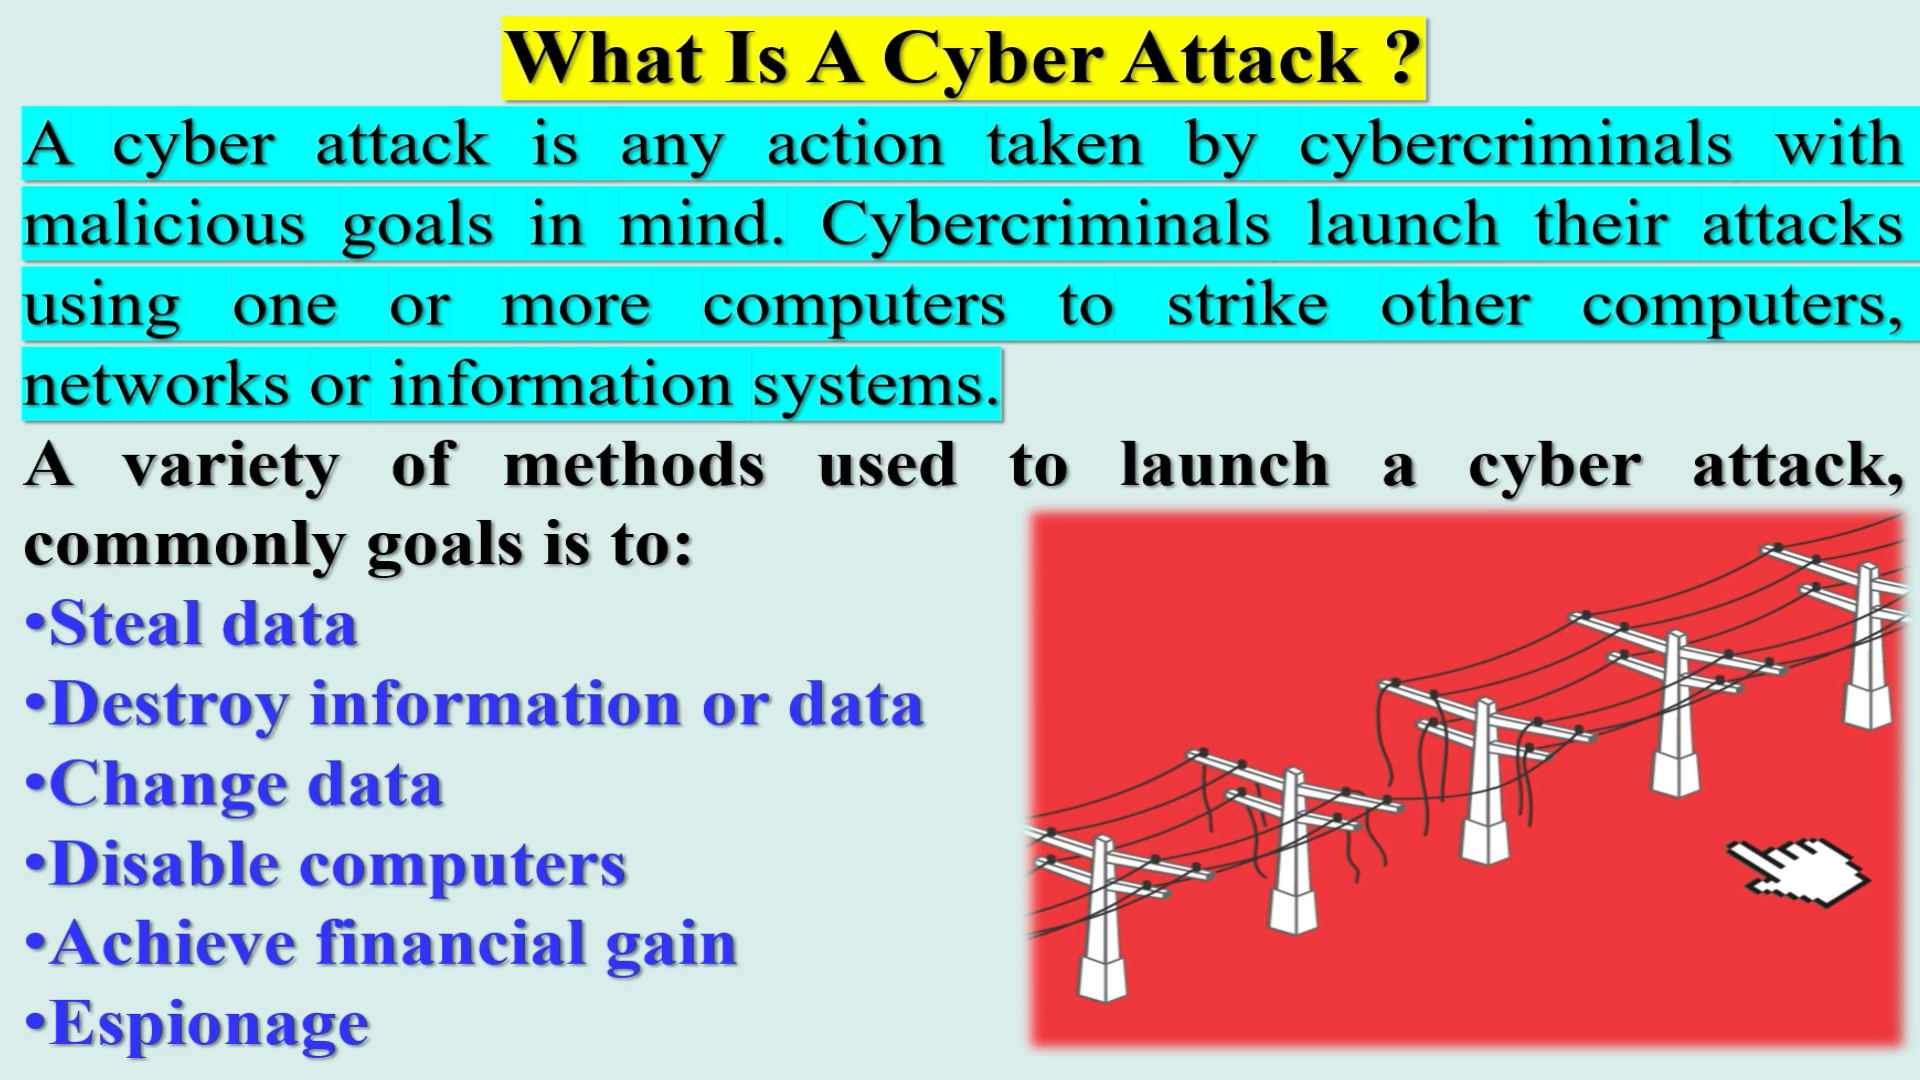 What Is A Cyber Attack ?
A cyber attack is any action taken by cybercriminals with
malicious goals in mind. Cybercriminals launch their attacks
using one or more computers to strike other computers,
networks or information systems.
A variety of methods used to launch a cyber attack,
commonly goals is to:
•Steal data
•Destroy information or data
•Change data
•Disable computers
•Achieve financial gain
•Espionage